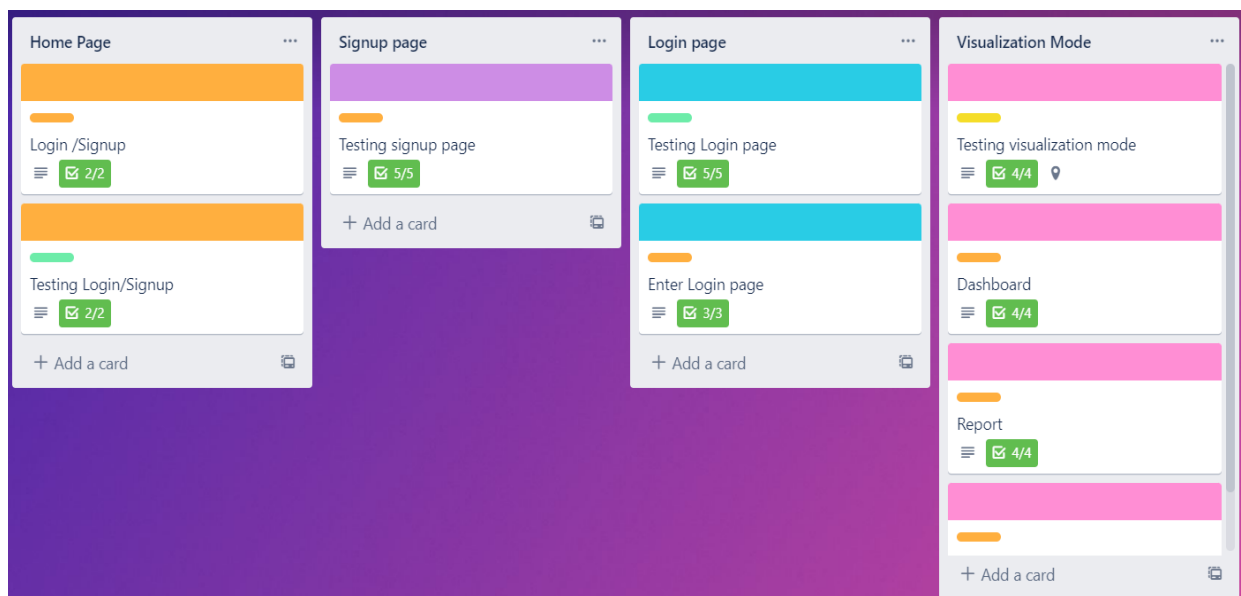 Home Page
Login /Signup
2/2
Testing Login/Signup
2/2
+ Add a card
Signup page
Testing signup page
5/5
+ Add a card
Login page
Testing Login page
5/5
Enter Login page
3/3
+ Add a card
Visualization Mode
Testing visualization mode
4/4
Dashboard
4/4
Report
4/4
+ Add a card